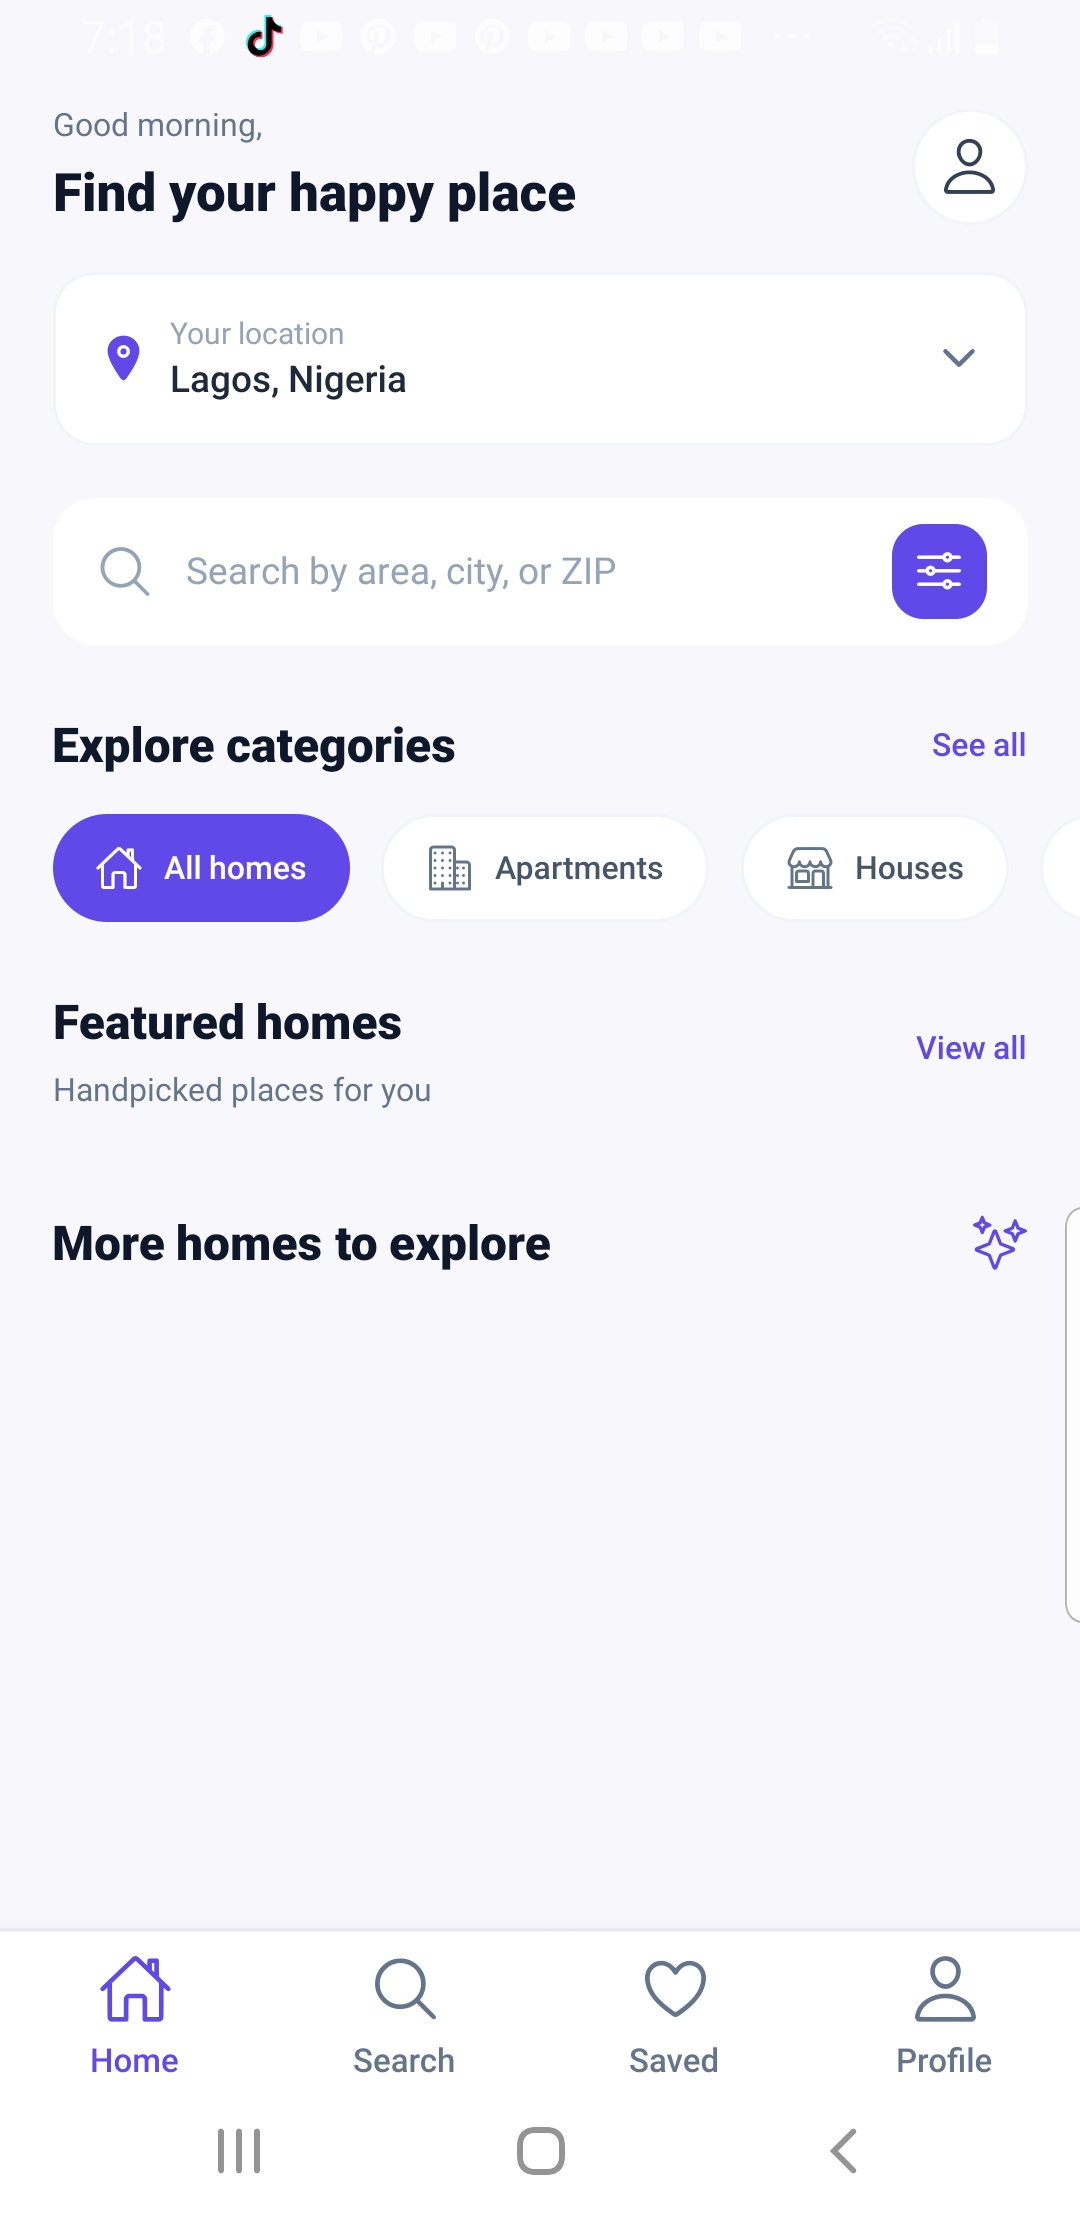 7:18
Good morning,
Find your happy place
Your location
Lagos, Nigeria
Search by area, city, or ZIP
Explore categories
See all
All homes
Apartments
Houses
Featured homes
View all
Handpicked places for you
More homes to explore
Home
Search
Saved
Profile